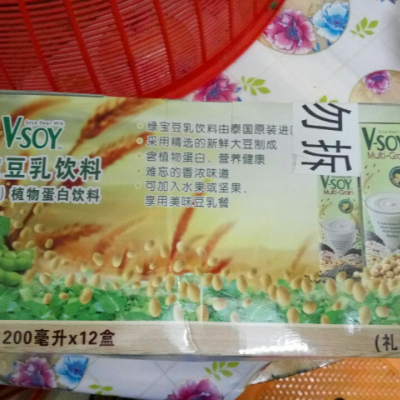 V-SOY
豆乳饮料
植物蛋白饮料
· 绿宝豆乳饮料由泰国原装进
· 采用精选的新鲜大豆制成
· 含植物蛋白、营养健康
· 难忘的香浓味道
· 可加入水果或坚果，
享用美味豆乳餐
勿拆
V-SOY
Multi-Grain
V-SOY
Multi-Grain
200毫升x12盒
(礼